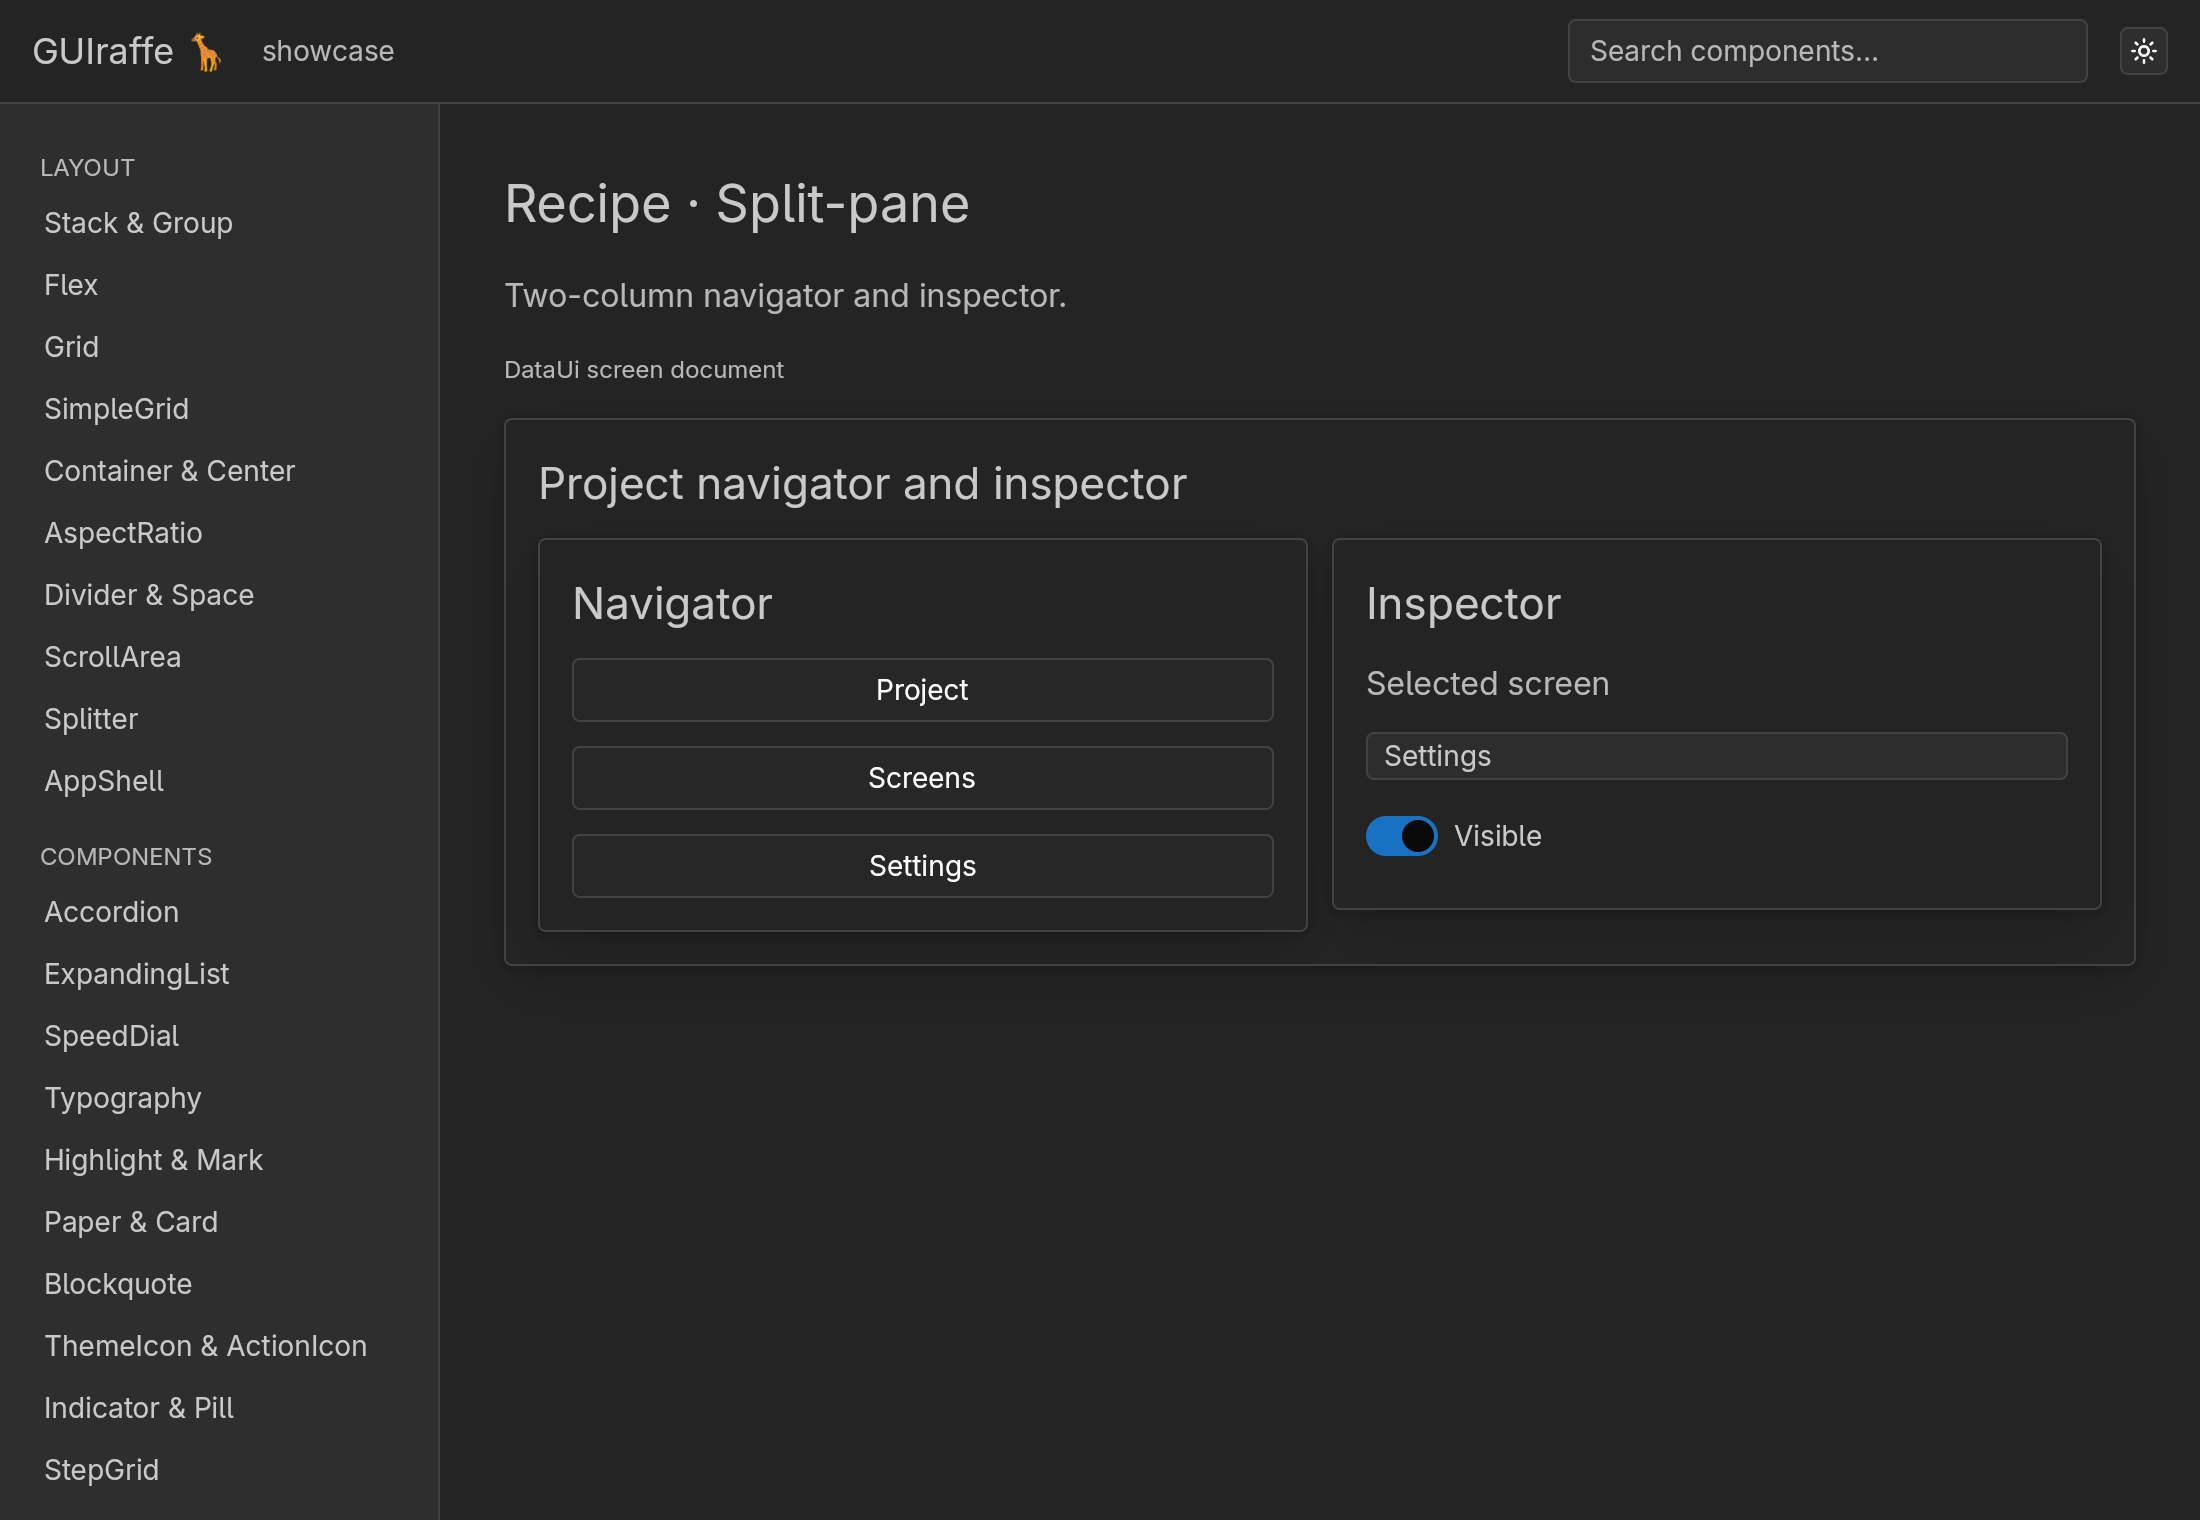 GUIraffe 🦒 showcase
Search components...
LAYOUT
Stack & Group
Flex
Grid
SimpleGrid
Container & Center
AspectRatio
Divider & Space
ScrollArea
Splitter
AppShell
COMPONENTS
Accordion
ExpandingList
SpeedDial
Typography
Highlight & Mark
Paper & Card
Blockquote
ThemeIcon & ActionIcon
Indicator & Pill
StepGrid
Recipe · Split-pane
Two-column navigator and inspector.
DataUi screen document
Project navigator and inspector
Navigator
Project
Screens
Settings
Inspector
Selected screen
Settings
Visible